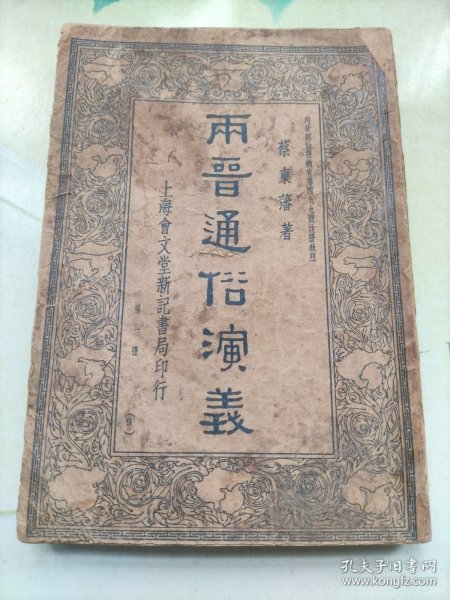 蔡東藩著
兩晉通俗演義
上海會文堂新記書局印行
(9)
孔夫子旧书网
www.kongfz.com